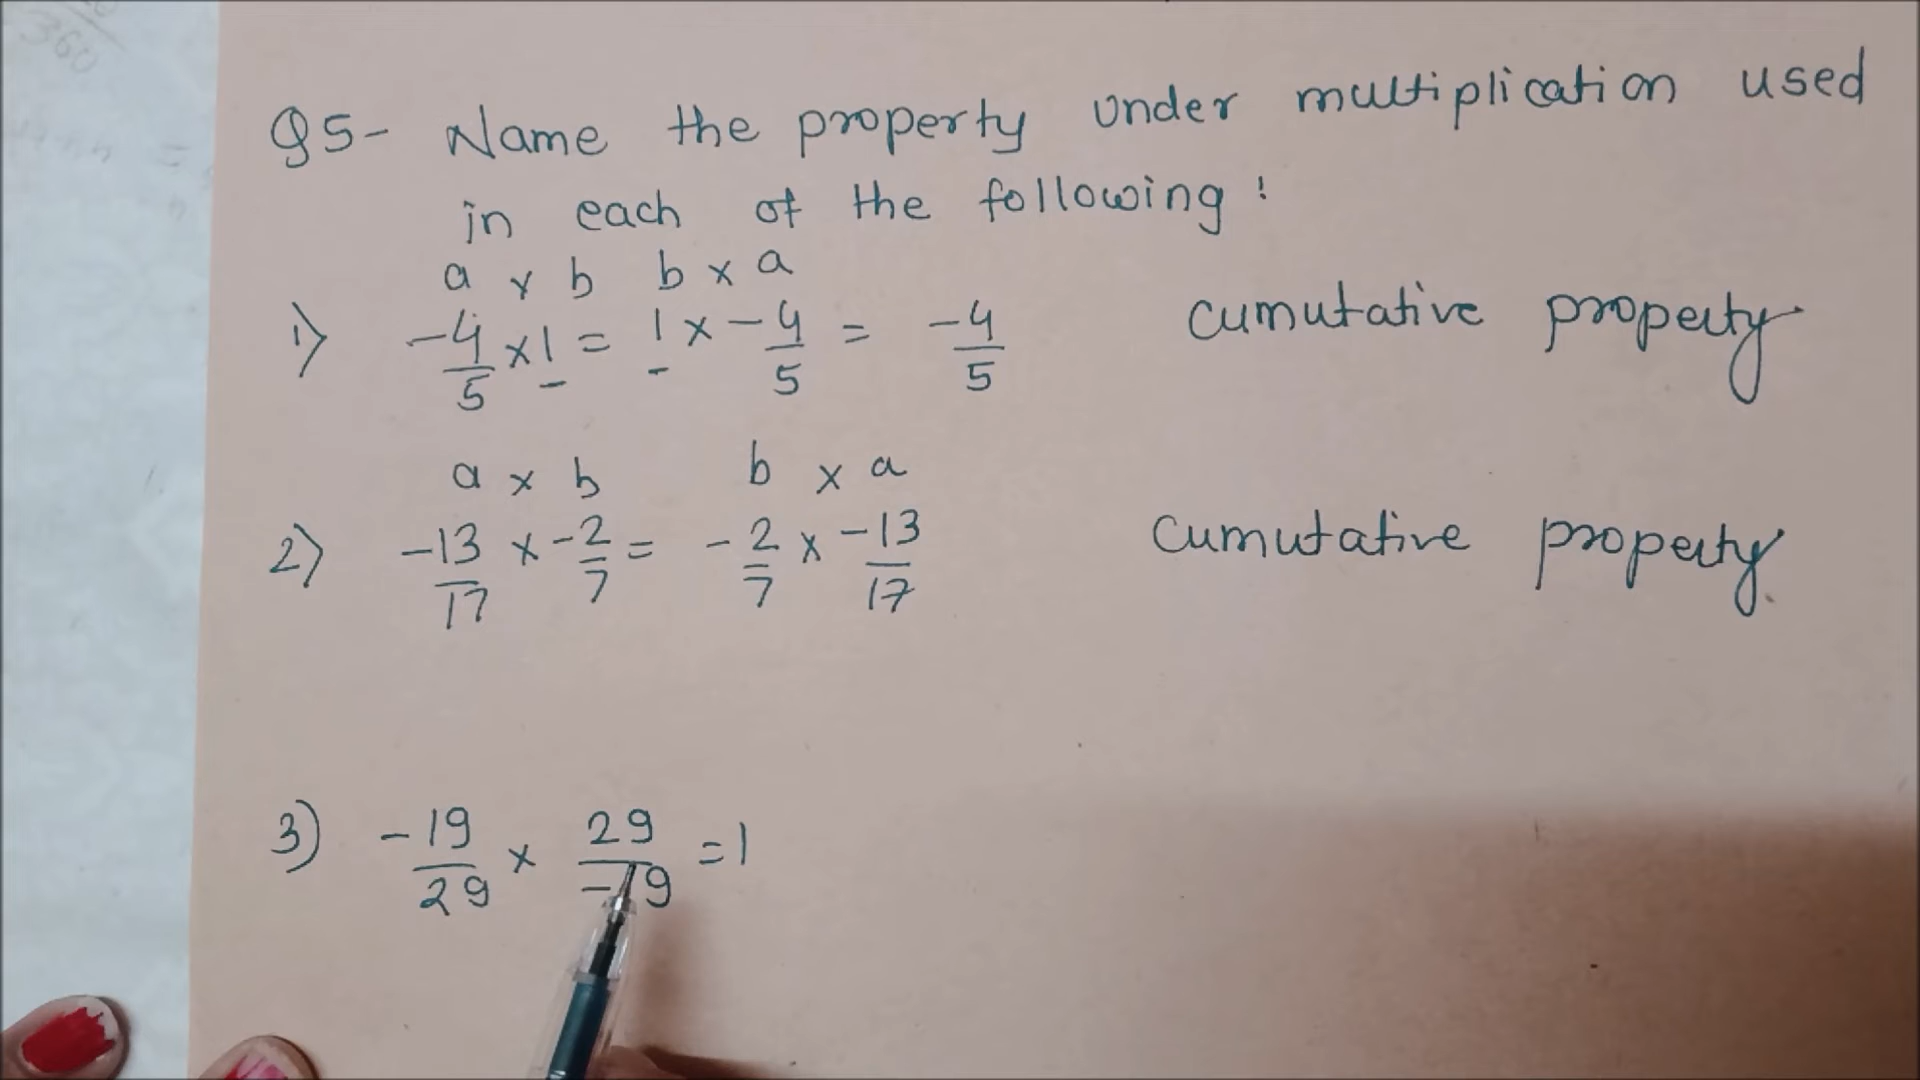 Q5- Name the property under multiplication used
in each of the following:
a x b b x a
1) -4/5 x 1 = 1 x -4/5 = -4/5 cumutative property
a x b b x a
2) -13/17 x -2/7 = -2/7 x -13/17 cumutative property
3) -19/29 x 29/-19 = 1